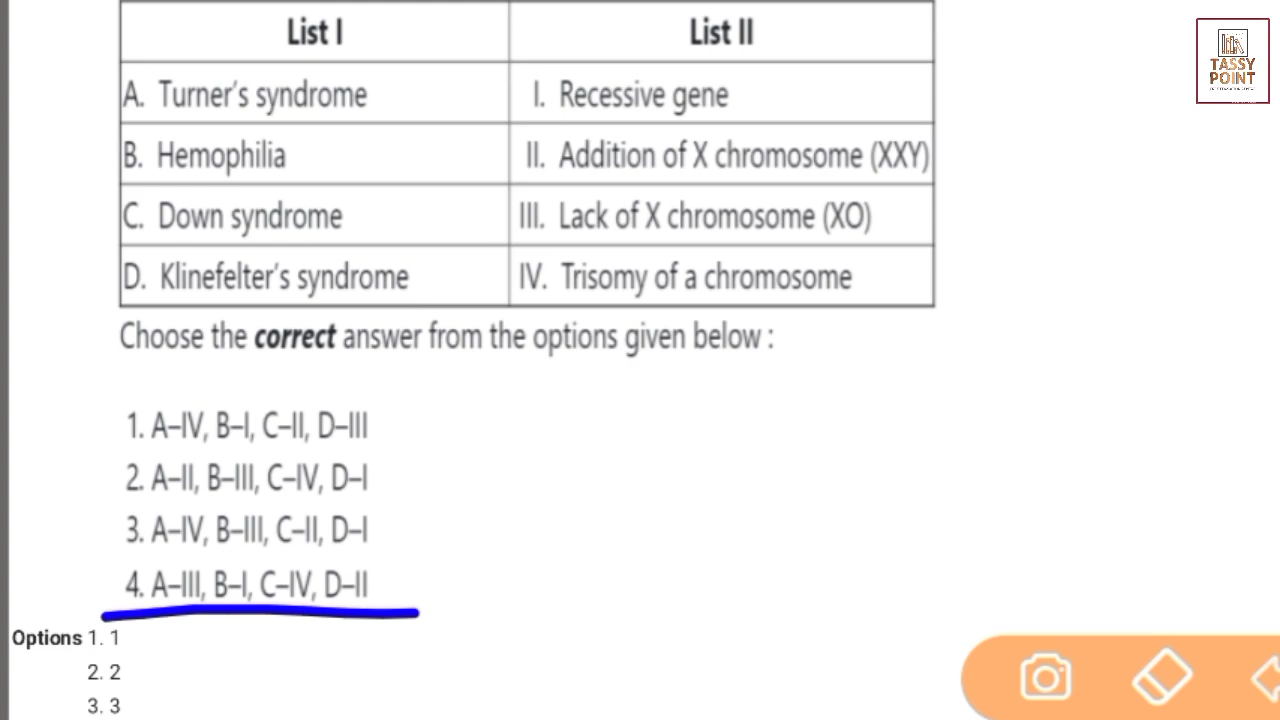 List I List II
A. Turner's syndrome I. Recessive gene
B. Hemophilia II. Addition of X chromosome (XXY)
C. Down syndrome III. Lack of X chromosome (XO)
D. Klinefelter's syndrome IV. Trisomy of a chromosome
Choose the correct answer from the options given below :
1. A–IV, B–I, C–II, D–III
2. A–II, B–III, C–IV, D–I
3. A–IV, B–III, C–II, D–I
4. A–III, B–I, C–IV, D–II
Options 1. 1
2. 2
3. 3
TASSY
POINT